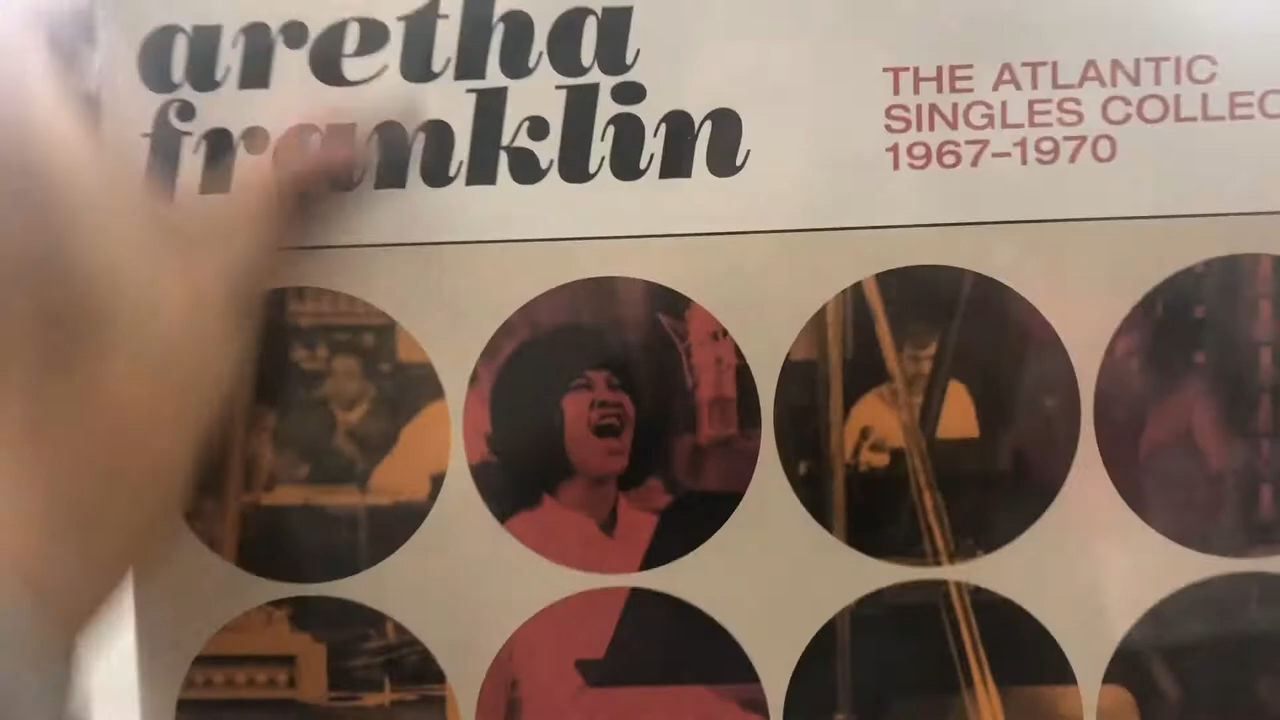 aretha
franklin
THE ATLANTIC
SINGLES COLLEC
1967–1970